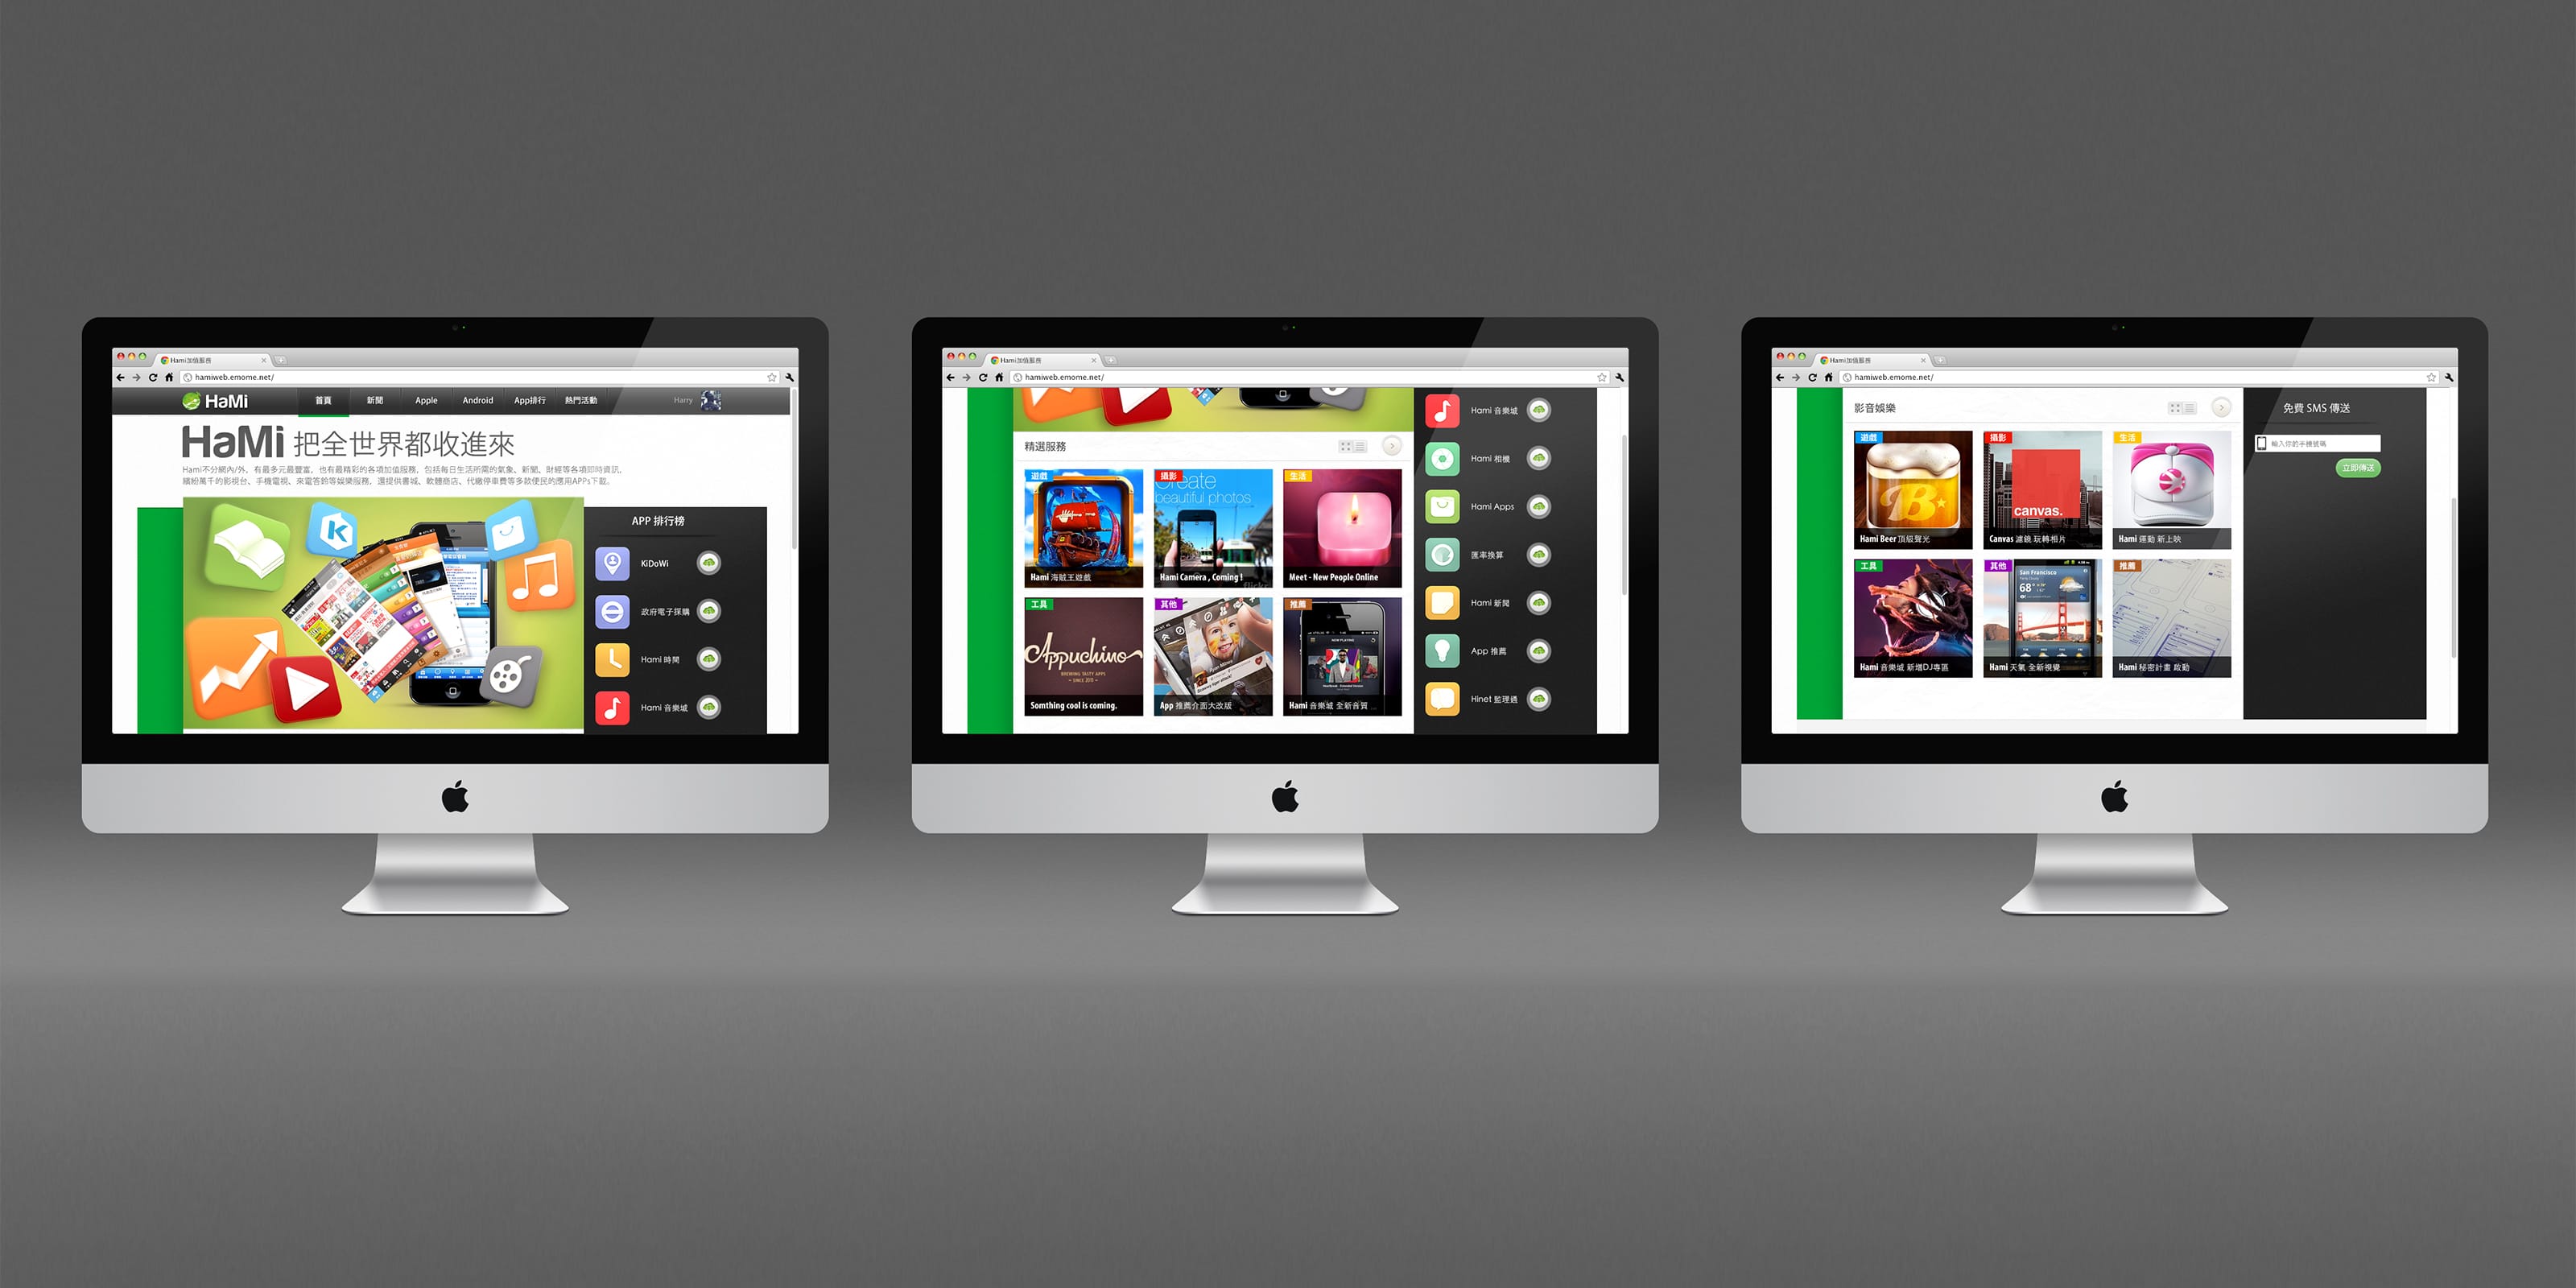 Hami加值服務
hamiweb.emome.net/
HaMi 首頁 新聞 Apple Android App排行 熱門活動 Harry
HaMi 把全世界都收進來
Hami不分網內/外，有最多元最豐富，也有最精彩的各項加值服務，包括每日生活所需的氣象、新聞、財經等各項即時資訊，
繽紛萬千的影視台、手機電視、來電答鈴等娛樂服務，還提供書城、軟體商店、代繳停車費等多款便民的應用APPs下載。
APP 排行榜
KiDoWi
政府電子採購
Hami 時間
Hami 音樂城
Hami加值服務
hamiweb.emome.net/
精選服務
遊戲
Hami 海賊王遊戲
攝影
Create
beautiful photos
Hami Camera , Coming !
生活
Meet - New People Online
工具
Appuchino
BREWING TASTY APPS
- SINCE 2011 -
Somthing cool is coming.
其他
App 推薦介面大改版
推薦
NOW PLAYING
Hami 音樂城 全新音質
Hami 音樂城
Hami 相機
Hami Apps
匯率換算
Hami 新聞
App 推薦
Hinet 監理通
Hami加值服務
hamiweb.emome.net/
影音娛樂
遊戲
B
Hami Beer 頂級聲光
攝影
canvas.
Canvas 濾鏡 玩轉相片
生活
Hami 運動 新上映
工具
Hami 音樂城 新增DJ專區
其他
San Francisco
68°
Hami 天氣 全新視覺
推薦
Hami 秘密計畫 啟動
免費 SMS 傳送
輸入你的手機號碼
立即傳送